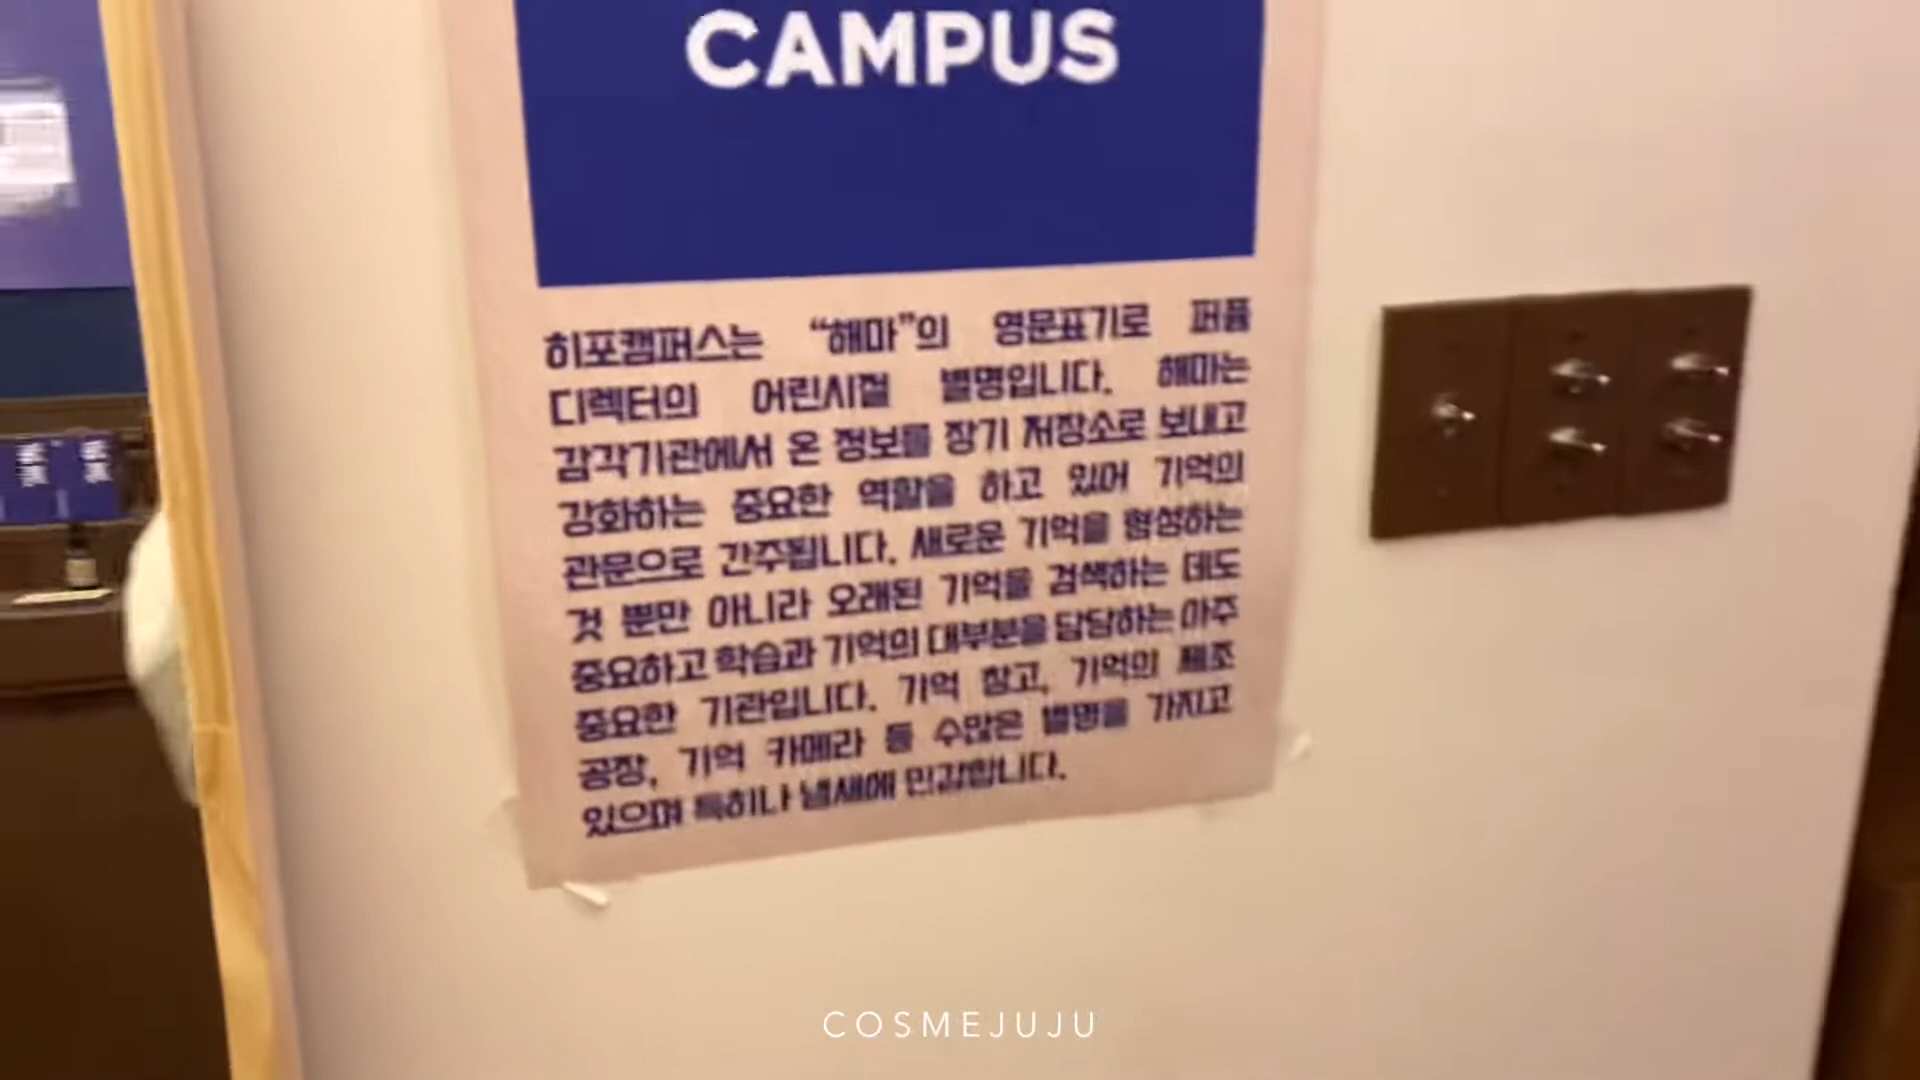 CAMPUS
히포캠퍼스는 “해마”의 영문표기로 퍼퓸
디렉터의 어린시절 별명입니다. 해마는
감각기관에서 온 정보를 장기 저장소로 보내고
강화하는 중요한 역할을 하고 있어 기억의
관문으로 간주됩니다. 새로운 기억을 형성하는
것 뿐만 아니라 오래된 기억을 검색하는 데도
중요하고 학습과 기억의 대부분을 담당하는 아주
중요한 기관입니다. 기억 창고, 기억의 제조
공장, 기억 카메라 등 수많은 별명을 가지고
있으며 특히나 냄새에 민감합니다.
COSMEJUJU